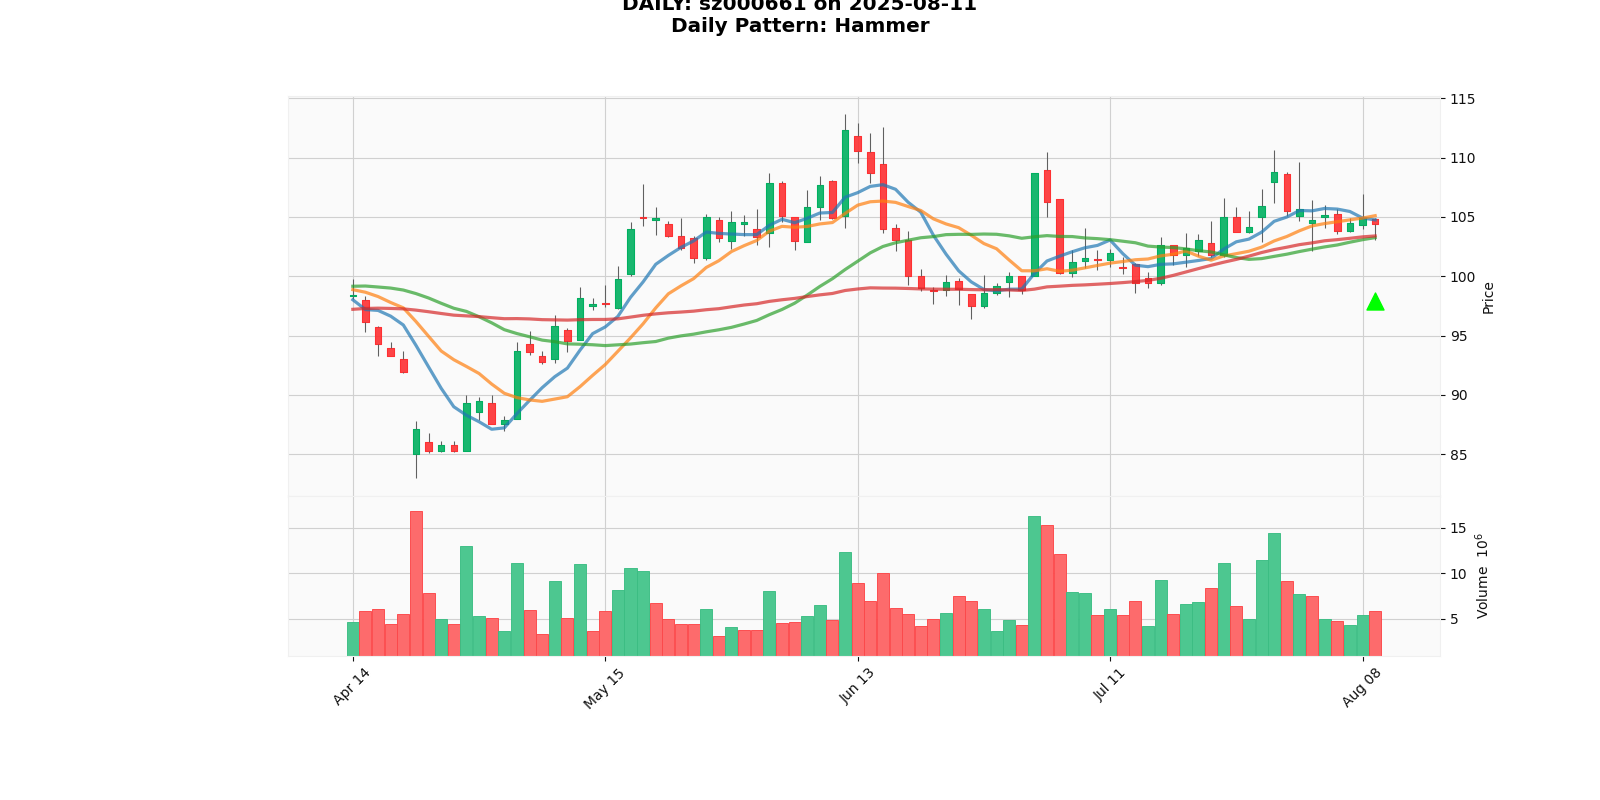 DAILY: sz000661 on 2025-08-11
Daily Pattern: Hammer
115
110
105
100
95
90
85
Price
15
10
5
Volume 10^6
Apr 14
May 15
Jun 13
Jul 11
Aug 08